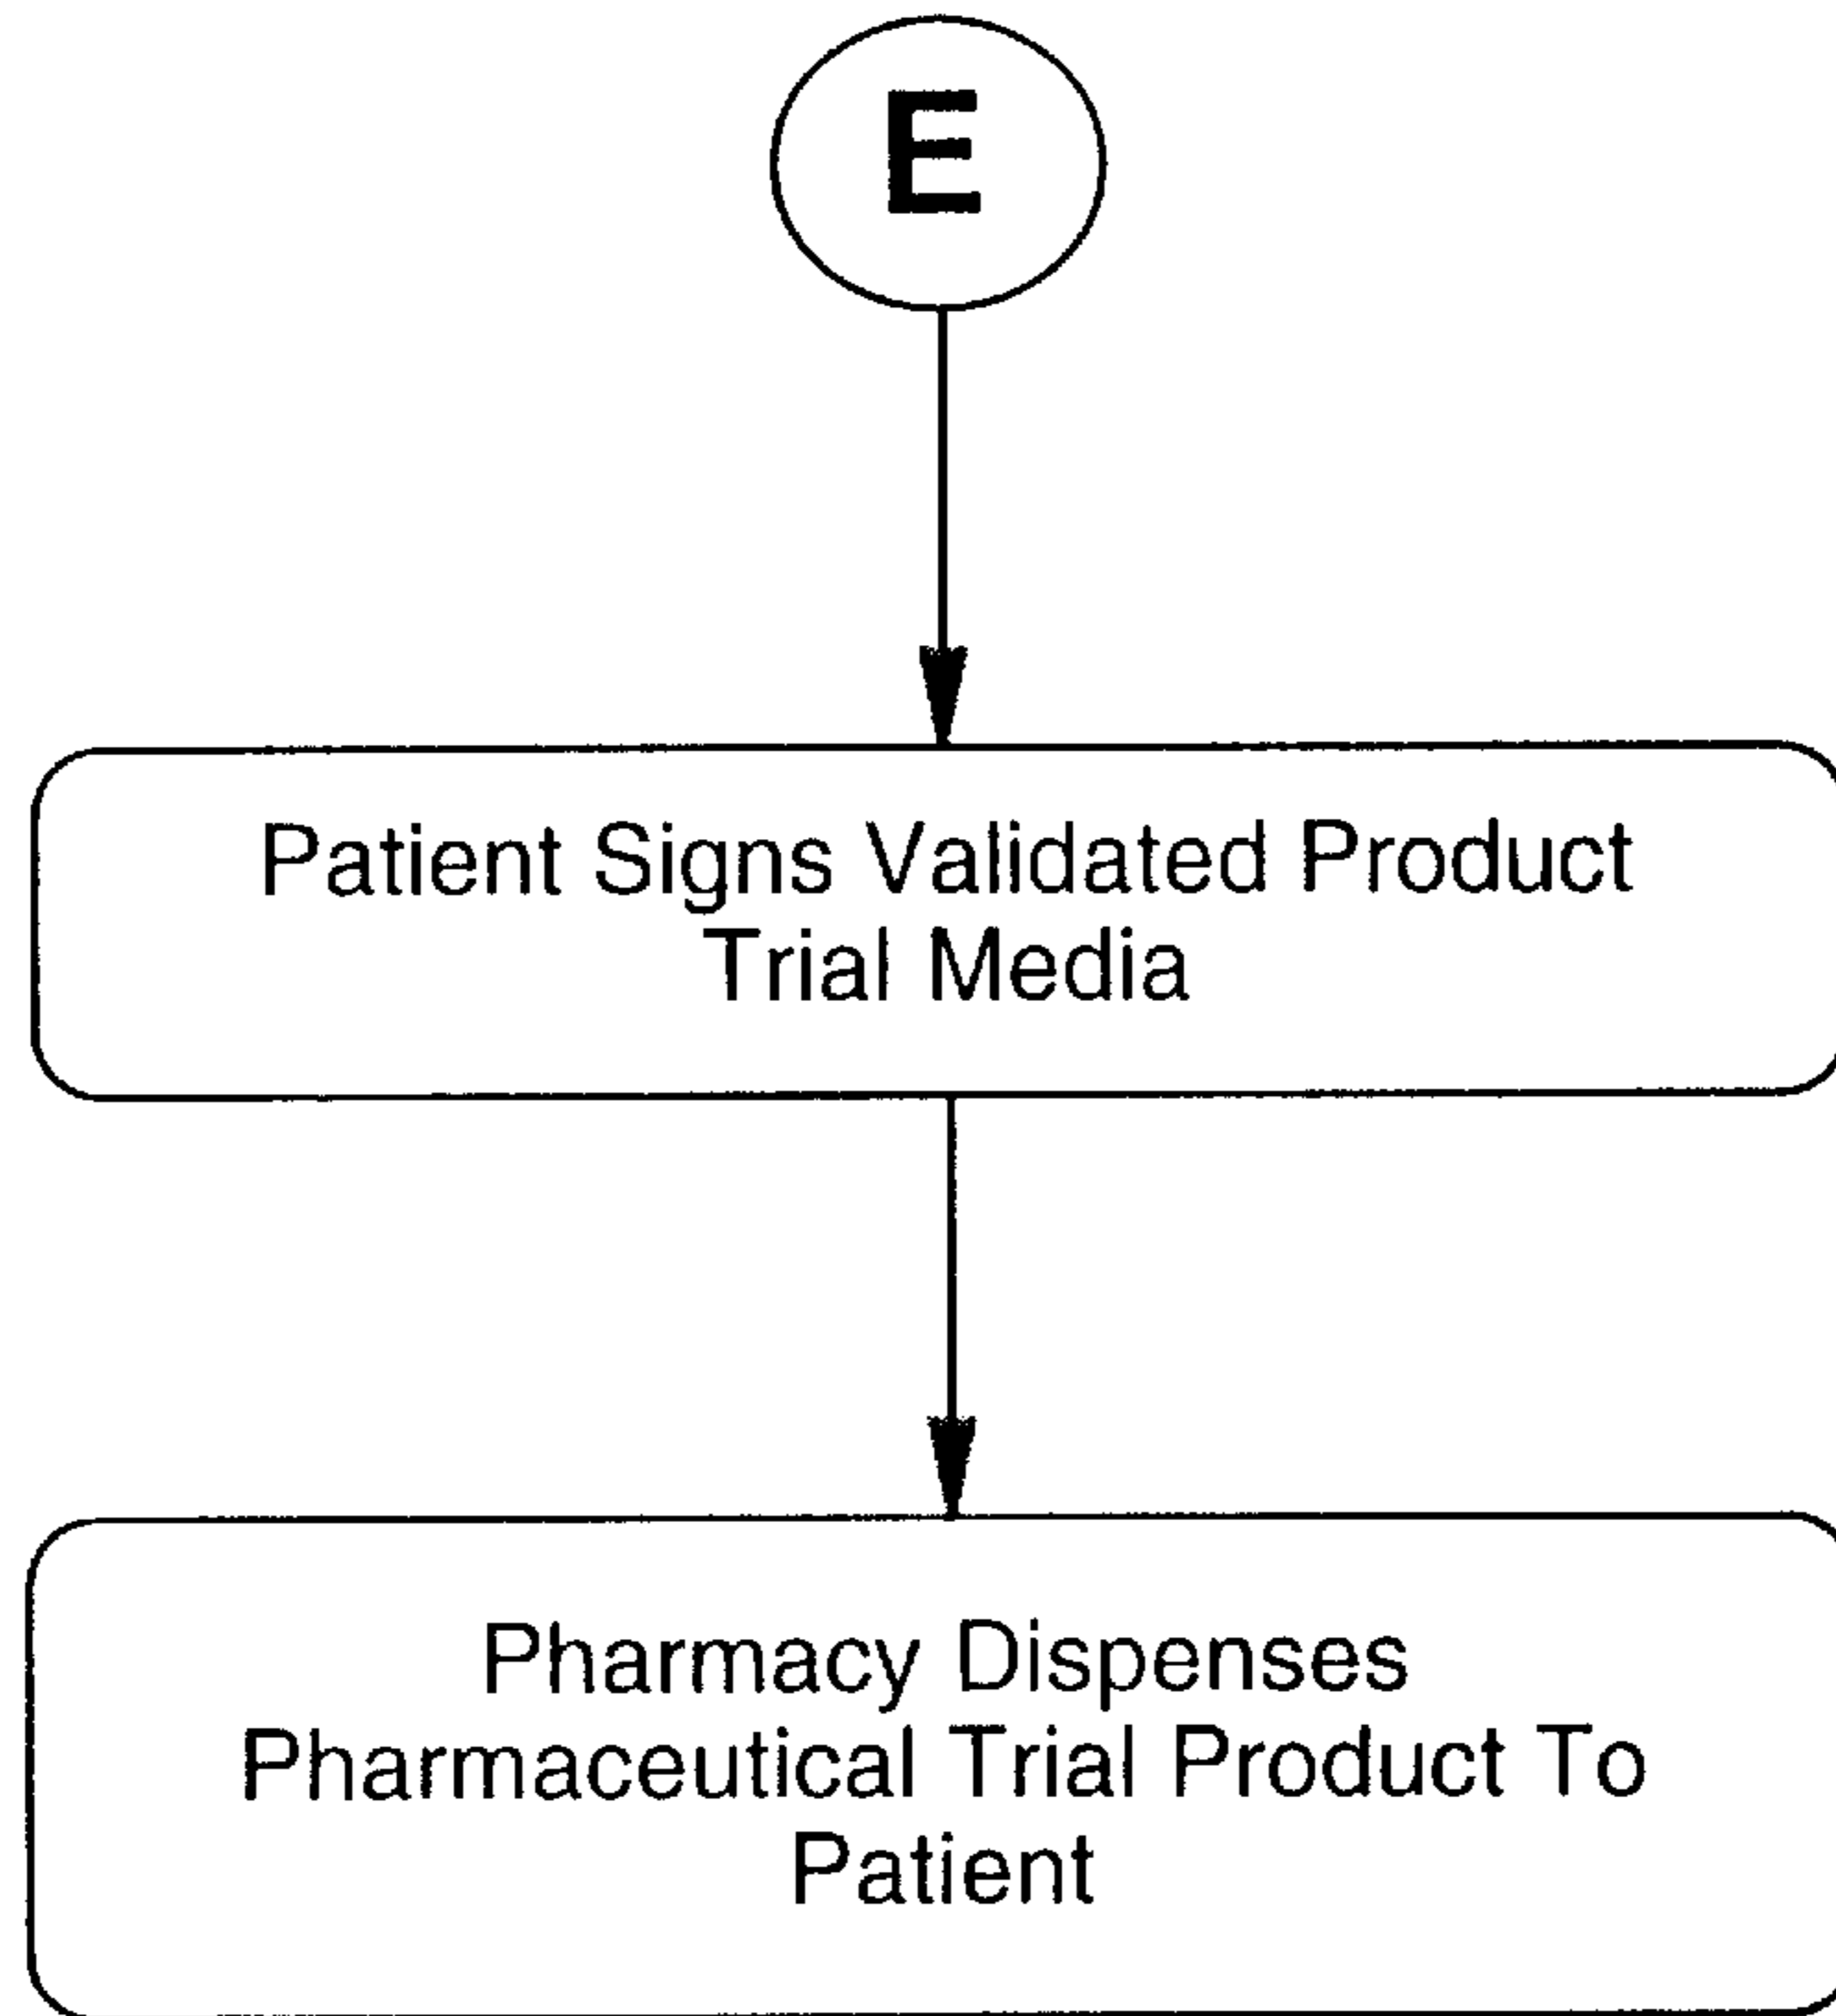 E
Patient Signs Validated Product
Trial Media
Pharmacy Dispenses
Pharmaceutical Trial Product To
Patient